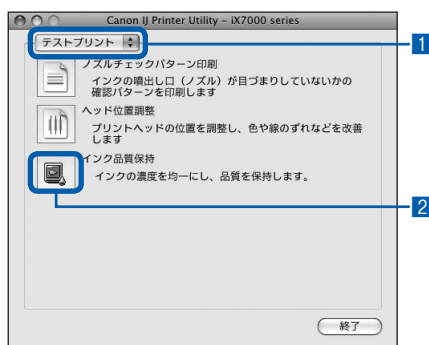 Canon IJ Printer Utility – iX7000 series
テストプリント
1
ノズルチェックパターン印刷
インクの噴出し口（ノズル）が目づまりしていないかの
確認パターンを印刷します
ヘッド位置調整
プリントヘッドの位置を調整し、色や線のずれなどを改善
します
インク品質保持
インクの濃度を均一にし、品質を保持します。
2
終了